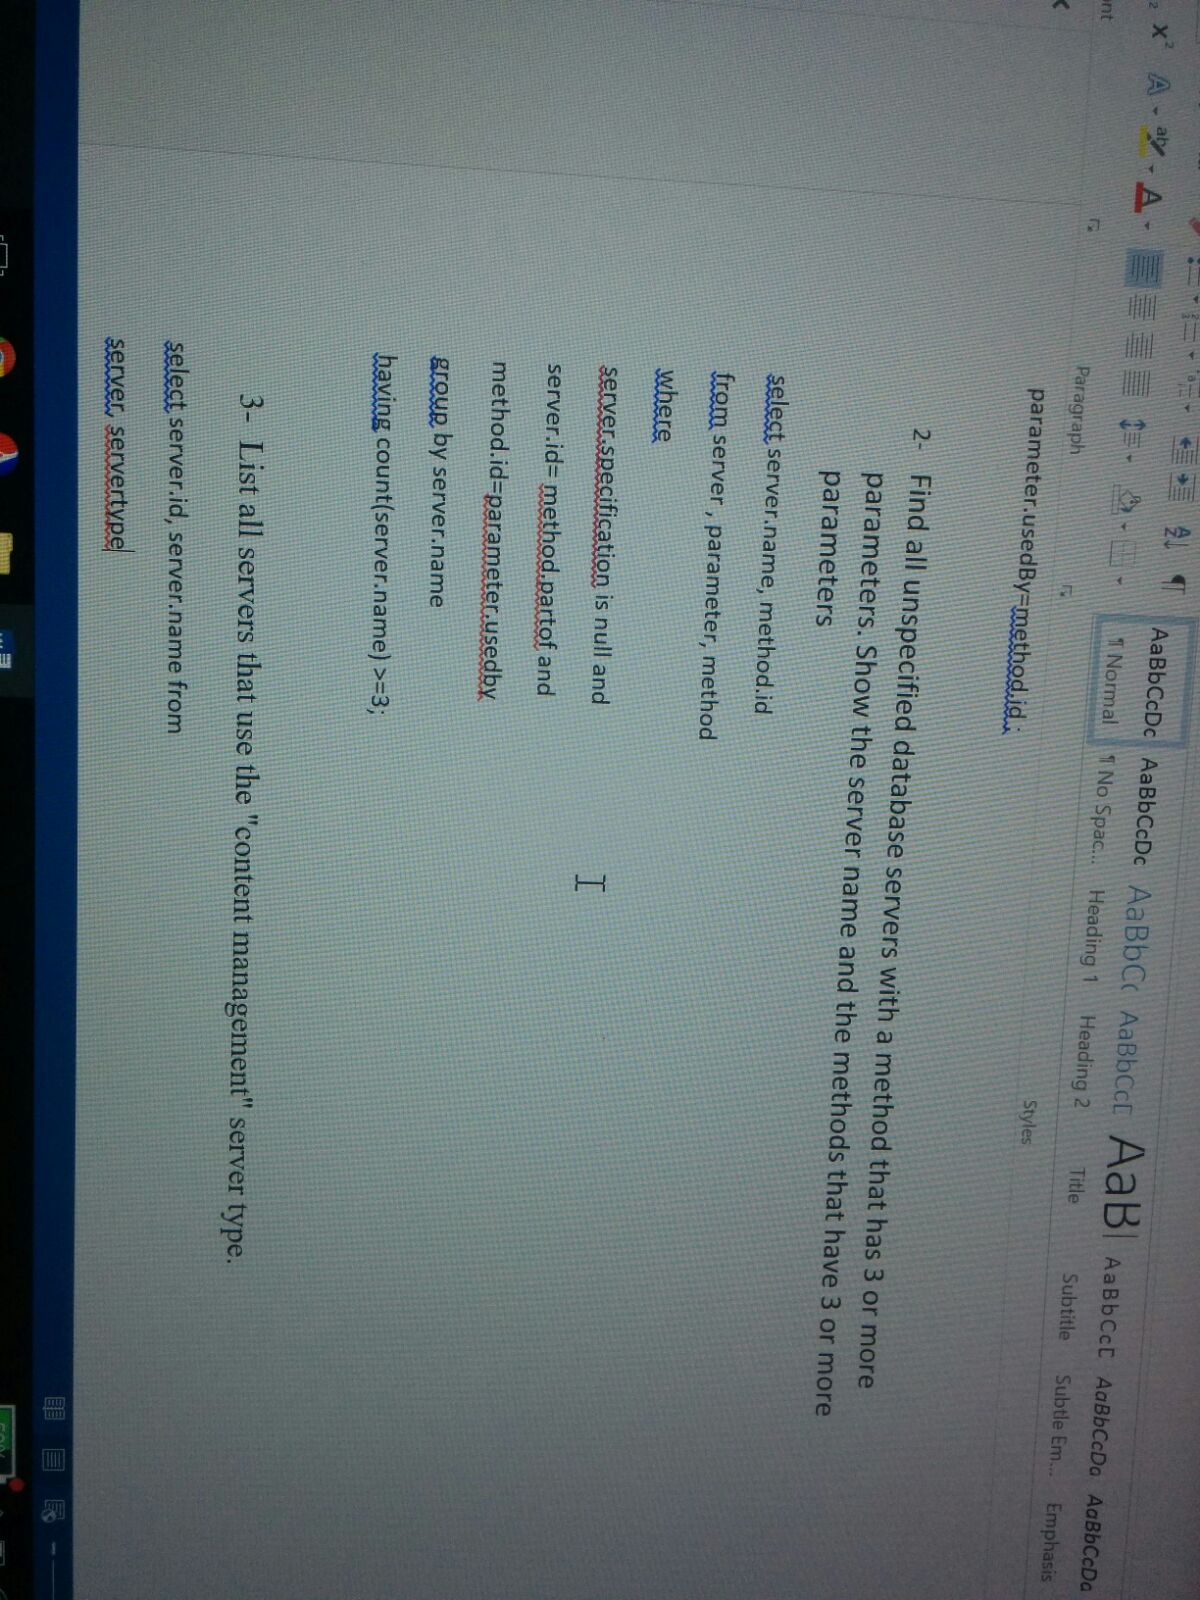 x²
A
aby
A
AaBbCcDc AaBbCcDc AaBbC AaBbCcD AaB AaBbCcD AaBbCcDa AaBbCcDa
¶ Normal ¶ No Spac... Heading 1 Heading 2 Title Subtitle Subtle Em... Emphasis
Paragraph
Styles
parameter.usedBy=method.id ;
2- Find all unspecified database servers with a method that has 3 or more
parameters. Show the server name and the methods that have 3 or more
parameters
select server.name, method.id
from server , parameter, method
where
server.specification is null and
server.id= method.partof and
method.id=parameter.usedby
group by server.name
having count(server.name) >=3;
3- List all servers that use the "content management" server type.
select server.id, server.name from
server, servertype